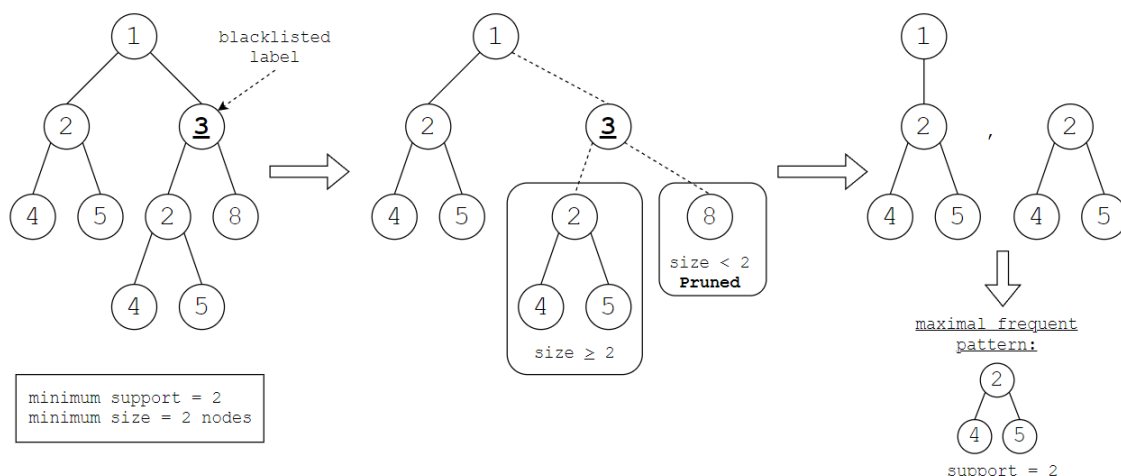 1
blacklisted
label
2
3
4
5
2
8
4
5
minimum support = 2
minimum size = 2 nodes
1
2
3
4
5
2
8
4
5
size ≥ 2
size < 2
Pruned
1
2
,
2
4
5
4
5
maximal frequent
pattern:
2
4
5
support = 2